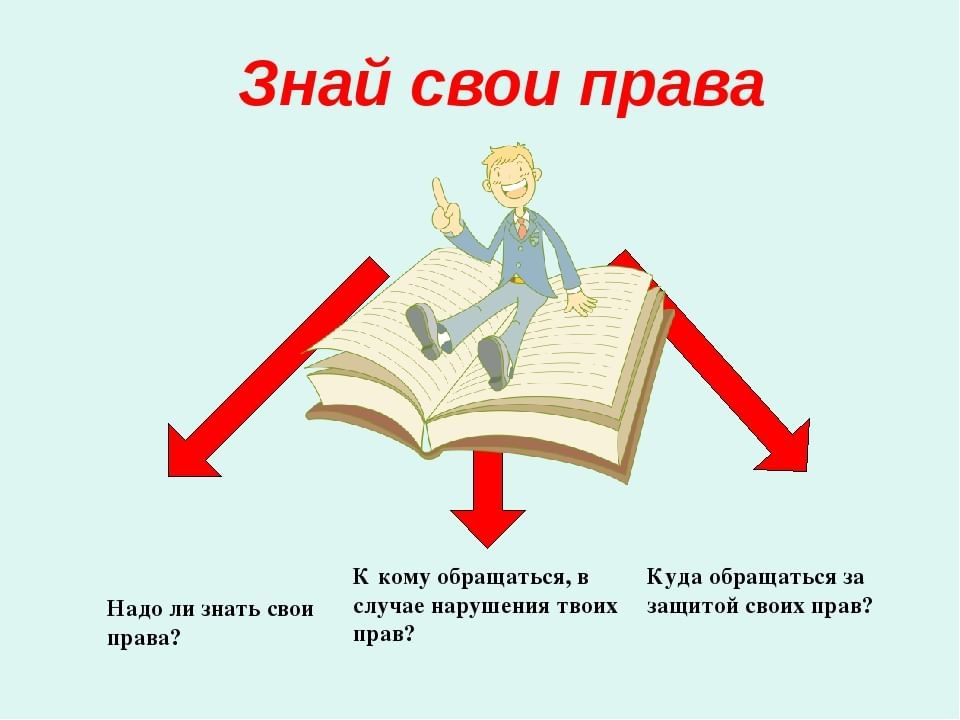 Знай свои права
Надо ли знать свои
права?
К кому обращаться, в
случае нарушения твоих
прав?
Куда обращаться за
защитой своих прав?